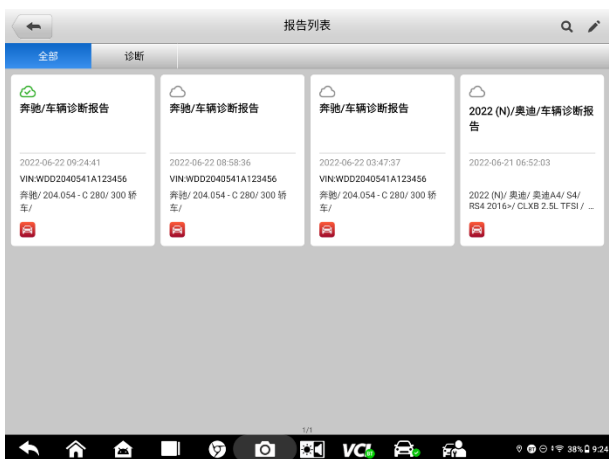 报告列表
全部
诊断
奔驰/车辆诊断报告
2022-06-22 09:24:41
VIN:WDD2040541A123456
奔驰/ 204.054 - C 280/ 300 轿
车/
奔驰/车辆诊断报告
2022-06-22 08:58:36
VIN:WDD2040541A123456
奔驰/ 204.054 - C 280/ 300 轿
车/
奔驰/车辆诊断报告
2022-06-22 03:47:37
VIN:WDD2040541A123456
奔驰/ 204.054 - C 280/ 300 轿
车/
2022 (N)/奥迪/车辆诊断报
告
2022-06-21 06:52:03
2022 (N)/ 奥迪/ 奥迪A4/ S4/
RS4 2016>/ CLXB 2.5L TFSI / ...
1/1
VCI
38% 9:24